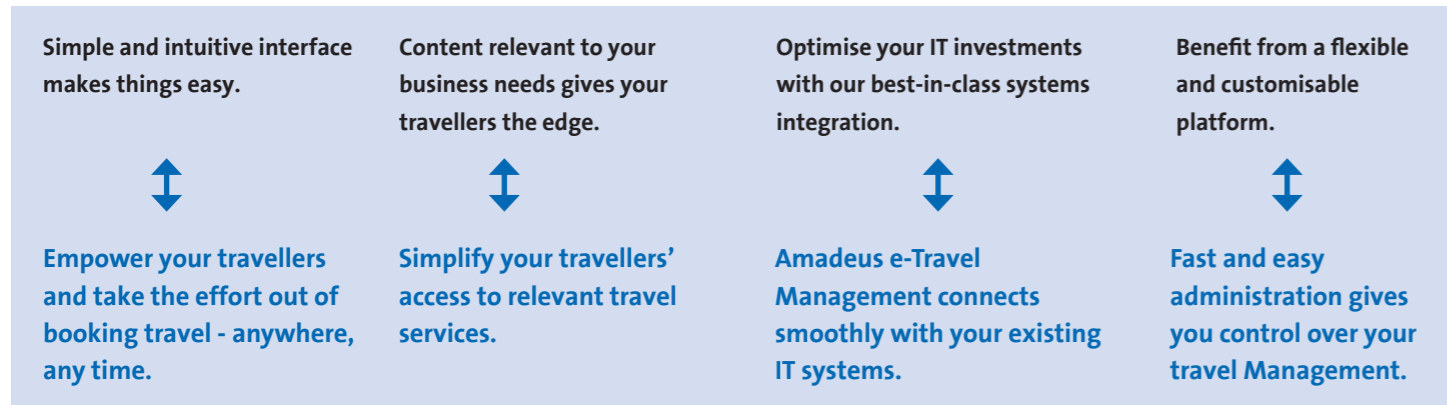 Simple and intuitive interface
makes things easy.
Content relevant to your
business needs gives your
travellers the edge.
Optimise your IT investments
with our best-in-class systems
integration.
Benefit from a flexible
and customisable
platform.
Empower your travellers
and take the effort out of
booking travel - anywhere,
any time.
Simplify your travellers’
access to relevant travel
services.
Amadeus e-Travel
Management connects
smoothly with your existing
IT systems.
Fast and easy
administration gives
you control over your
travel Management.